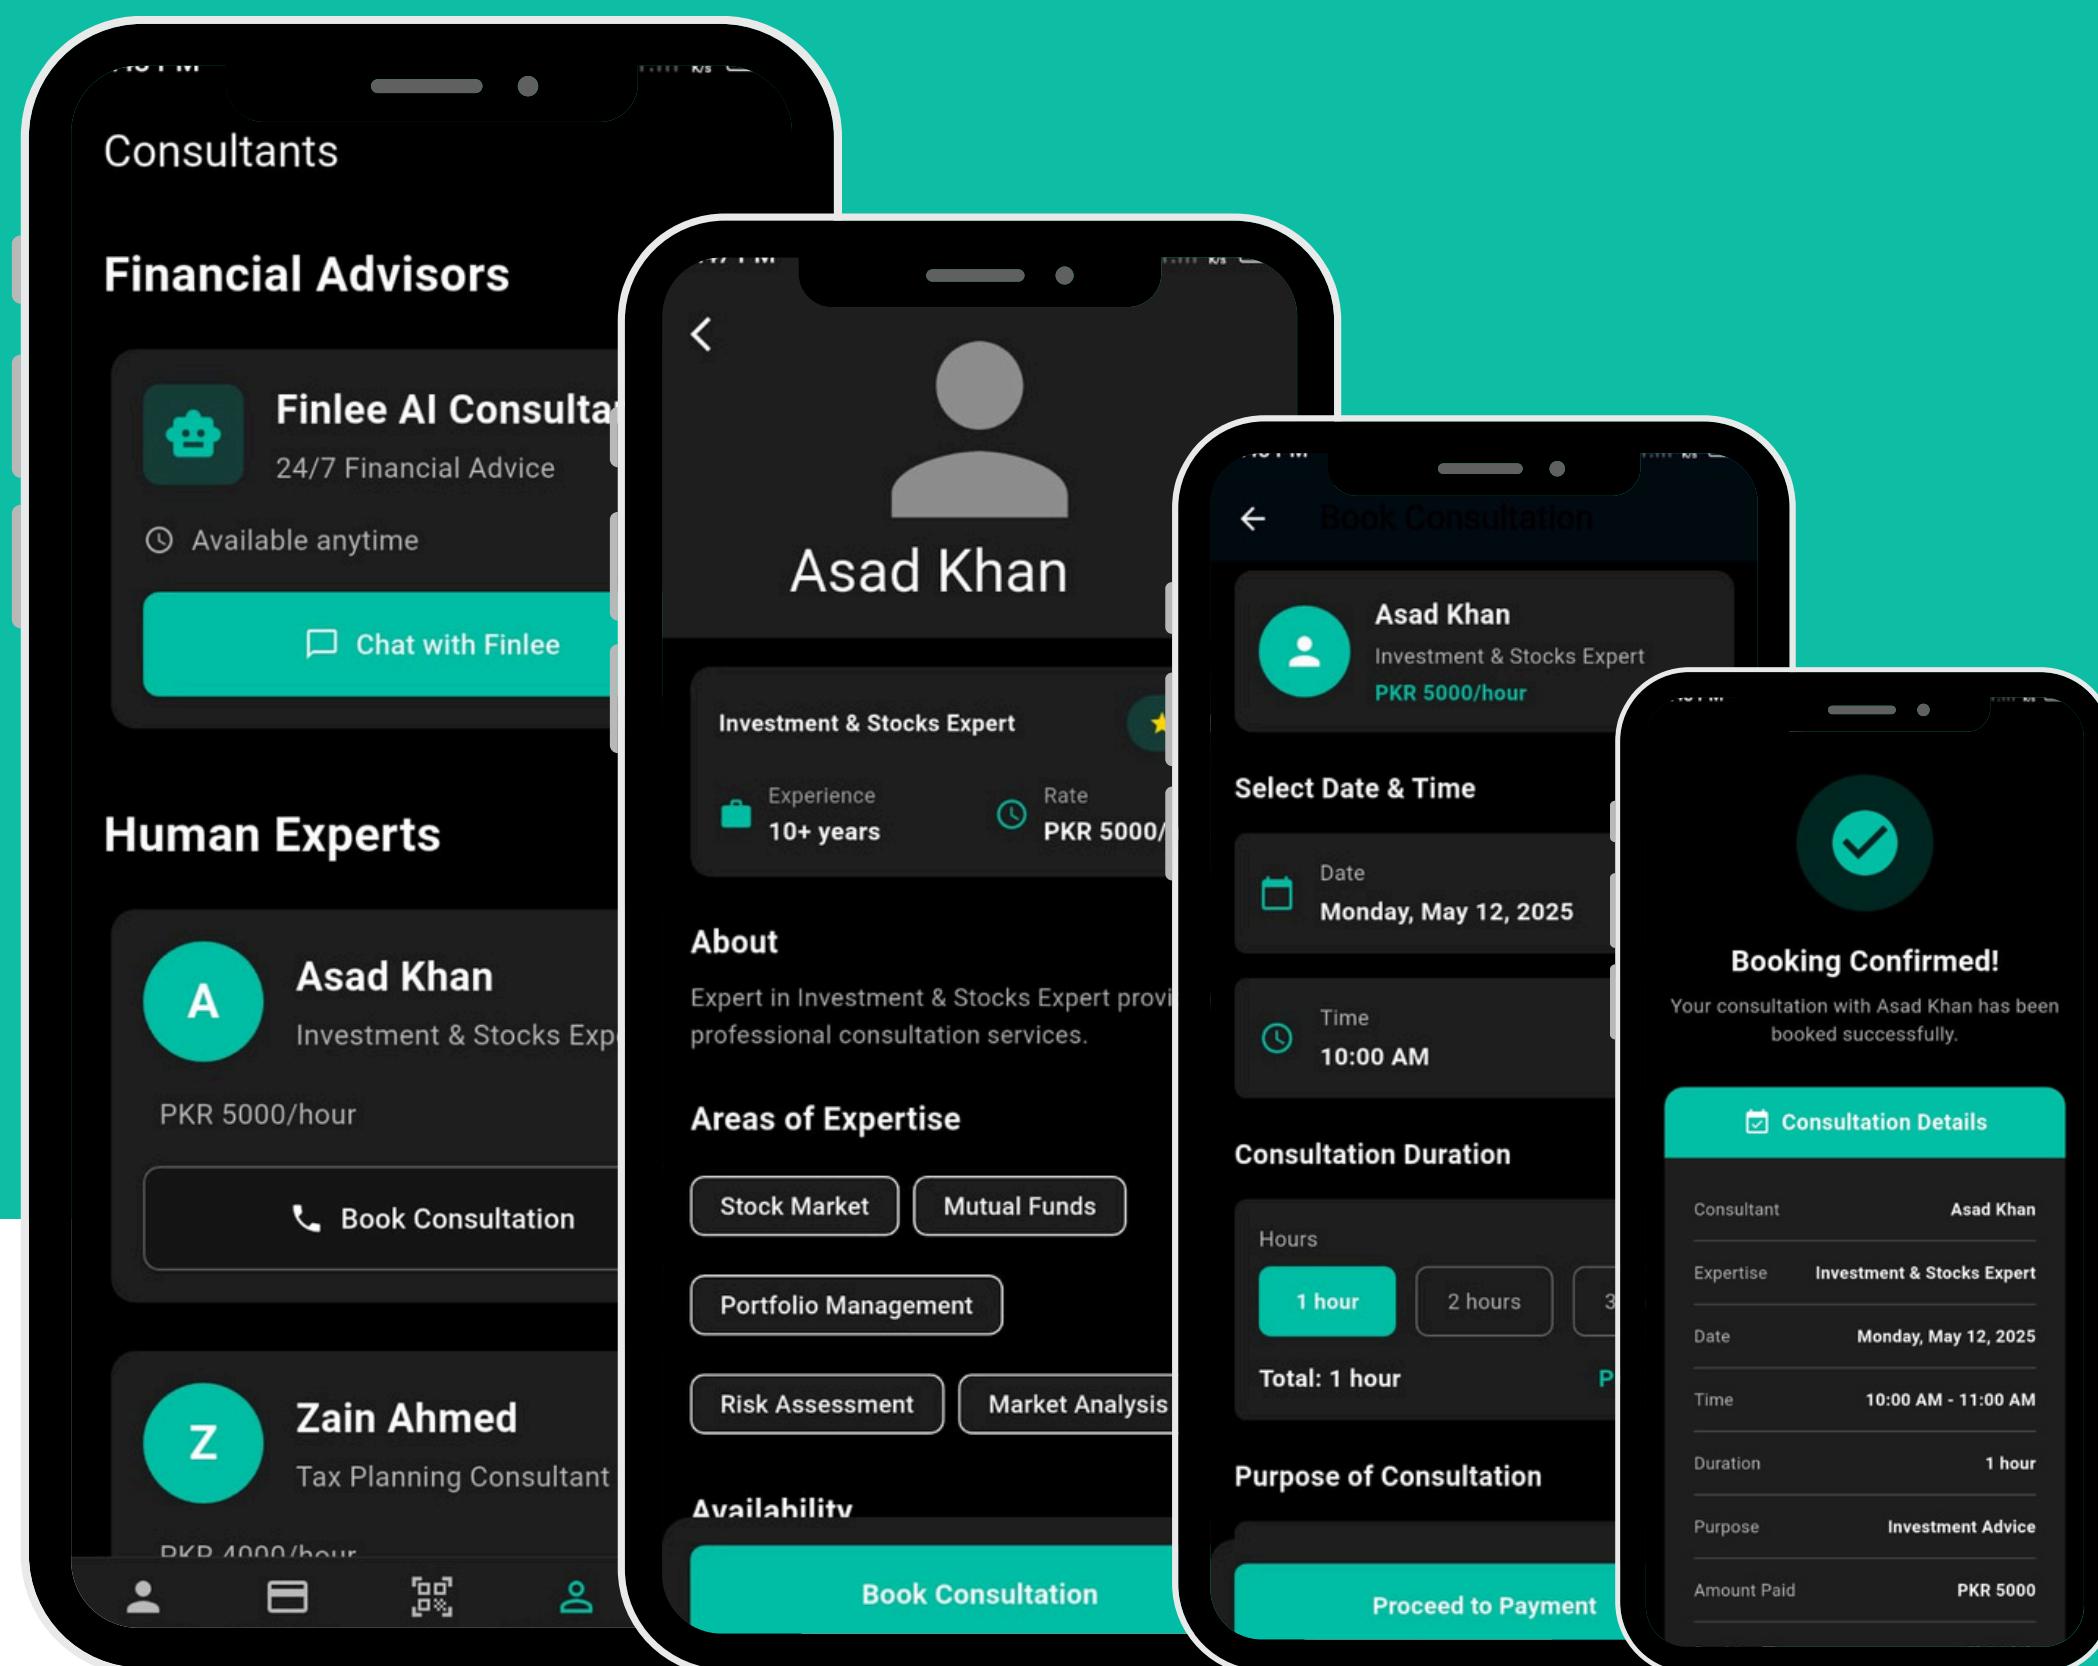 Consultants
Financial Advisors
Finlee AI Consulta
24/7 Financial Advice
Available anytime
Chat with Finlee
Human Experts
A
Asad Khan
Investment & Stocks Exp
PKR 5000/hour
Book Consultation
Z
Zain Ahmed
Tax Planning Consultant
PKR 4000/hour
K/s
Asad Khan
Investment & Stocks Expert
Experience
10+ years
Rate
PKR 5000/
About
Expert in Investment & Stocks Expert provi
professional consultation services.
Areas of Expertise
Stock Market
Mutual Funds
Portfolio Management
Risk Assessment
Market Analysis
Availability
Book Consultation
Book Consultation
Asad Khan
Investment & Stocks Expert
PKR 5000/hour
Select Date & Time
Date
Monday, May 12, 2025
Time
10:00 AM
Consultation Duration
Hours
1 hour
2 hours
3
Total: 1 hour
P
Purpose of Consultation
Proceed to Payment
Booking Confirmed!
Your consultation with Asad Khan has been
booked successfully.
Consultation Details
Consultant Asad Khan
Expertise Investment & Stocks Expert
Date Monday, May 12, 2025
Time 10:00 AM - 11:00 AM
Duration 1 hour
Purpose Investment Advice
Amount Paid PKR 5000